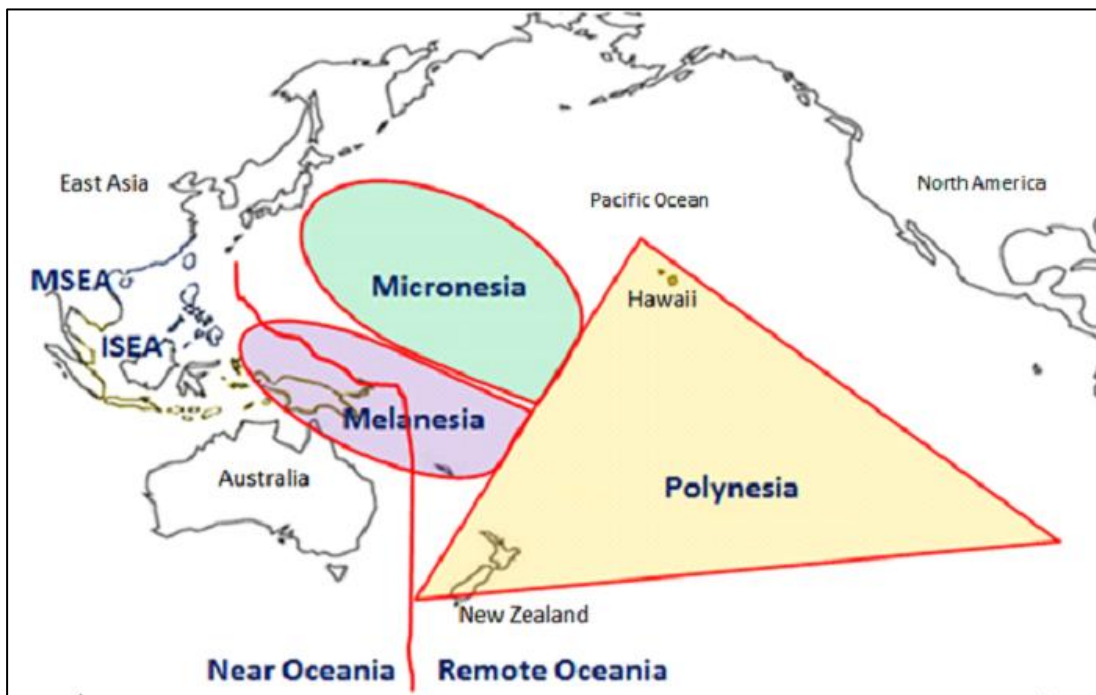 East Asia
Pacific Ocean
North America
MSEA
Micronesia
Hawaii
ISEA
Melanesia
Australia
Polynesia
New Zealand
Near Oceania
Remote Oceania